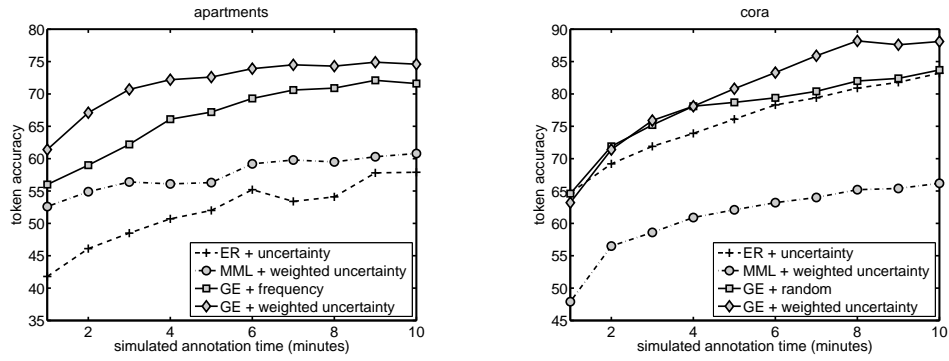 apartments
80
75
70
65
60
55
50
45
40
35
token accuracy
2
4
6
8
10
simulated annotation time (minutes)
ER + uncertainty
MML + weighted uncertainty
GE + frequency
GE + weighted uncertainty
cora
90
85
80
75
70
65
60
55
50
45
token accuracy
2
4
6
8
10
simulated annotation time (minutes)
ER + uncertainty
MML + weighted uncertainty
GE + random
GE + weighted uncertainty